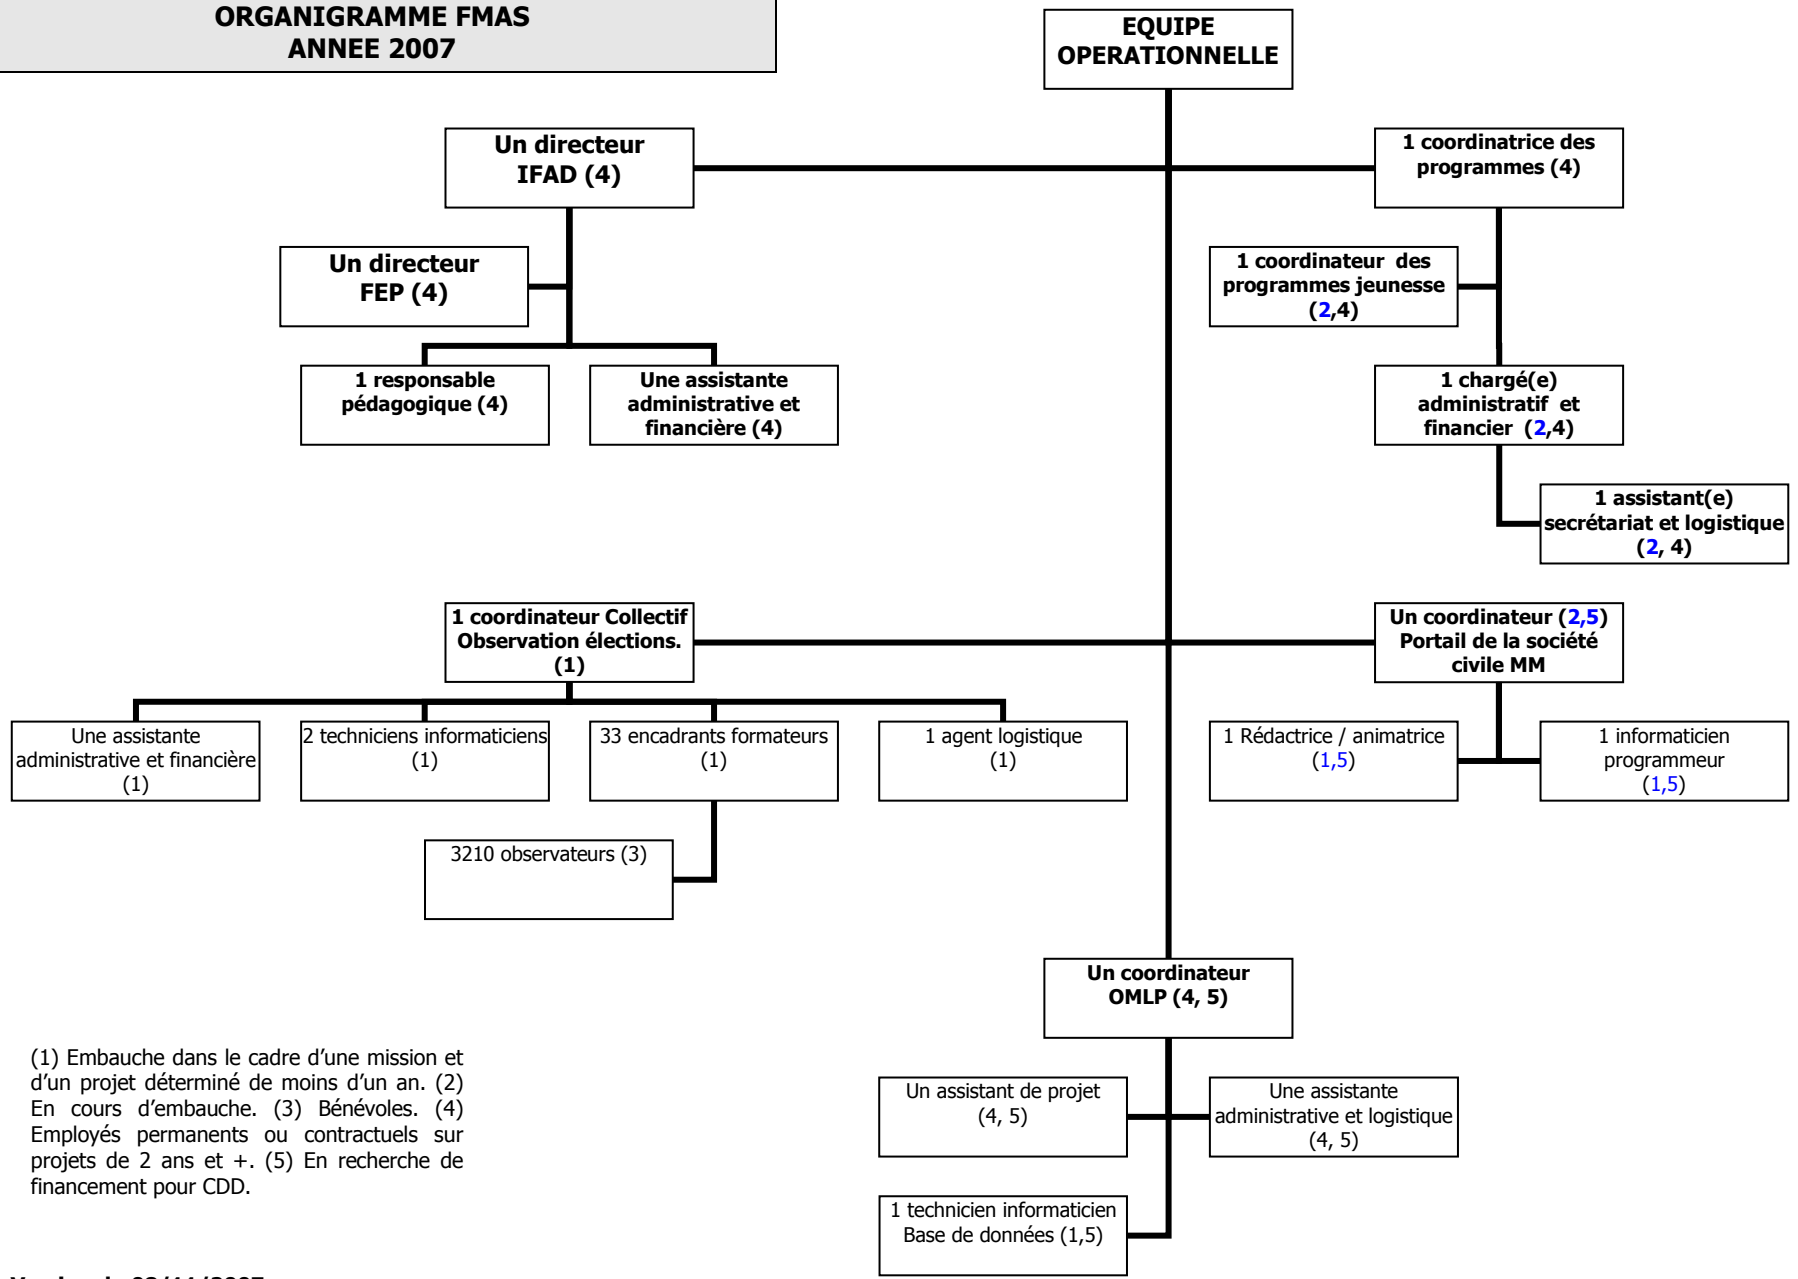 ORGANIGRAMME FMAS
ANNEE 2007
EQUIPE
OPERATIONNELLE
Un directeur
IFAD (4)
1 coordinatrice des
programmes (4)
Un directeur
FEP (4)
1 coordinateur des
programmes jeunesse
(2,4)
1 responsable
pédagogique (4)
Une assistante
administrative et
financière (4)
1 chargé(e)
administratif et
financier (2,4)
1 assistant(e)
secrétariat et logistique
(2, 4)
1 coordinateur Collectif
Observation élections.
(1)
Un coordinateur (2,5)
Portail de la société
civile MM
Une assistante
administrative et financière
(1)
2 techniciens informaticiens
(1)
33 encadrants formateurs
(1)
1 agent logistique
(1)
1 Rédactrice / animatrice
(1,5)
1 informaticien
programmeur
(1,5)
3210 observateurs (3)
Un coordinateur
OMLP (4, 5)
(1) Embauche dans le cadre d'une mission et
d'un projet déterminé de moins d'un an. (2)
En cours d'embauche. (3) Bénévoles. (4)
Employés permanents ou contractuels sur
projets de 2 ans et +. (5) En recherche de
financement pour CDD.
Un assistant de projet
(4, 5)
Une assistante
administrative et logistique
(4, 5)
1 technicien informaticien
Base de données (1,5)